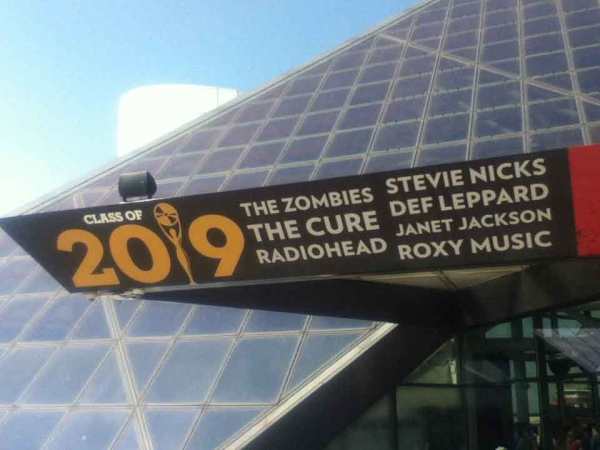 CLASS OF
2019
THE ZOMBIES
THE CURE
RADIOHEAD
STEVIE NICKS
DEF LEPPARD
JANET JACKSON
ROXY MUSIC